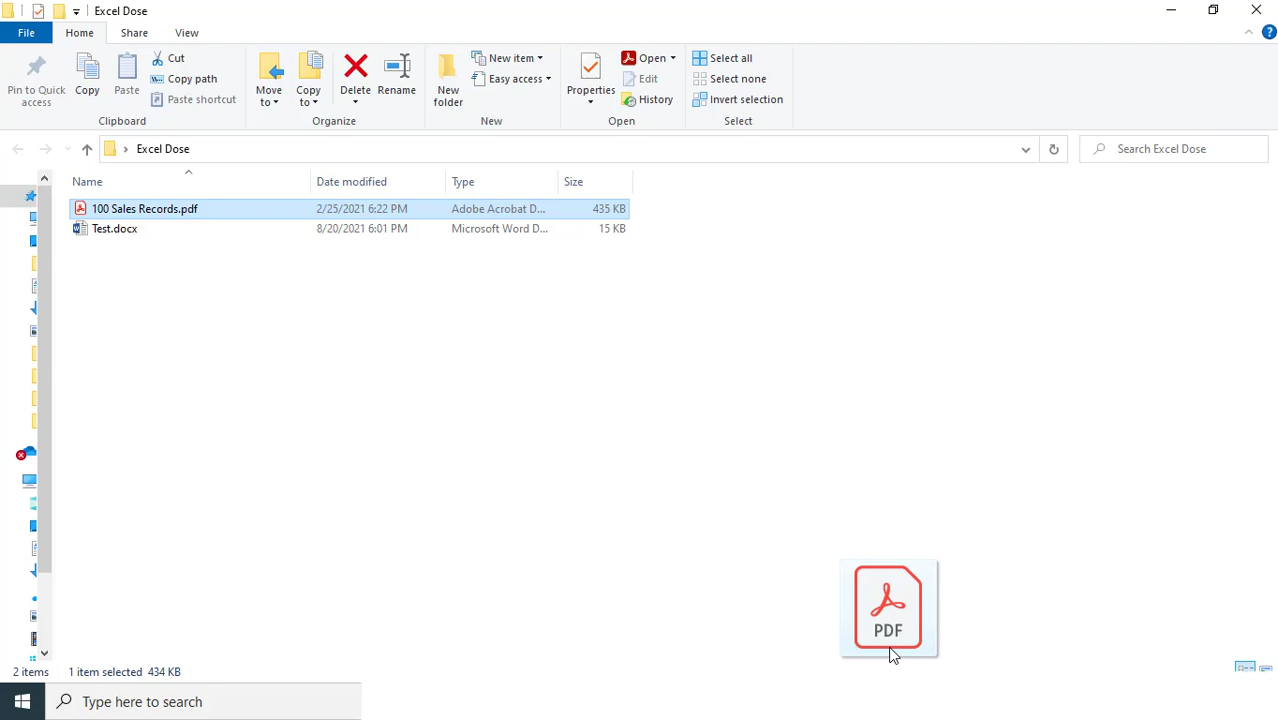 Excel Dose
File Home Share View
Pin to Quick access
Copy
Paste
Cut
Copy path
Paste shortcut
Clipboard
Move to
Copy to
Delete
Rename
Organize
New folder
New item
Easy access
New
Properties
Open
Edit
History
Open
Select all
Select none
Invert selection
Select
Excel Dose
Search Excel Dose
Name Date modified Type Size
100 Sales Records.pdf 2/25/2021 6:22 PM Adobe Acrobat D... 435 KB
Test.docx 8/20/2021 6:01 PM Microsoft Word D... 15 KB
PDF
2 items 1 item selected 434 KB
Type here to search